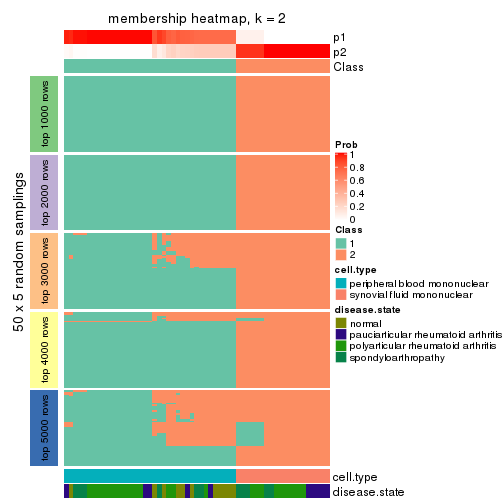 membership heatmap, k = 2
p1
p2
Class
50 x 5 random samplings
top 1000 rows
top 2000 rows
top 3000 rows
top 4000 rows
top 5000 rows
Prob
1
0.8
0.6
0.4
0.2
0
Class
1
2
cell.type
peripheral blood mononuclear
synovial fluid mononuclear
disease.state
normal
pauciarticular rheumatoid arthritis
polyarticular rheumatoid arthritis
spondyloarthropathy
cell.type
disease.state